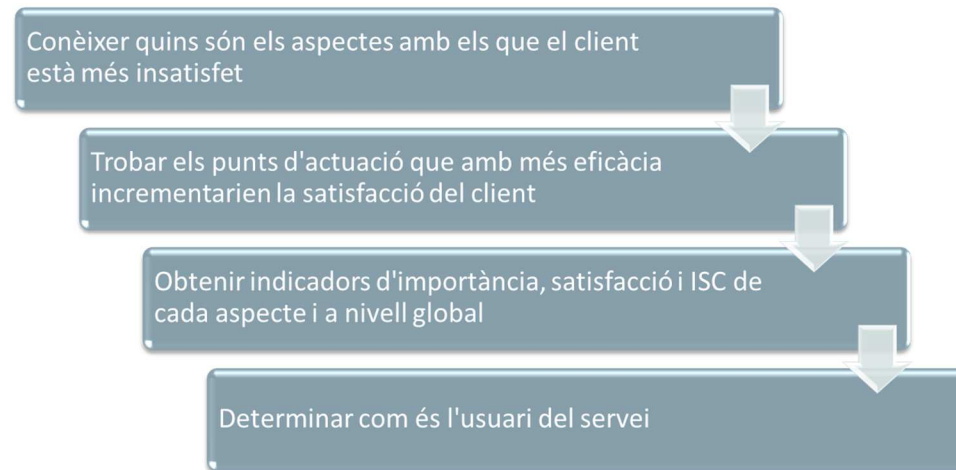 Conèixer quins són els aspectes amb els que el client
està més insatisfet
Trobar els punts d'actuació que amb més eficàcia
incrementarien la satisfacció del client
Obtenir indicadors d'importància, satisfacció i ISC de
cada aspecte i a nivell global
Determinar com és l'usuari del servei